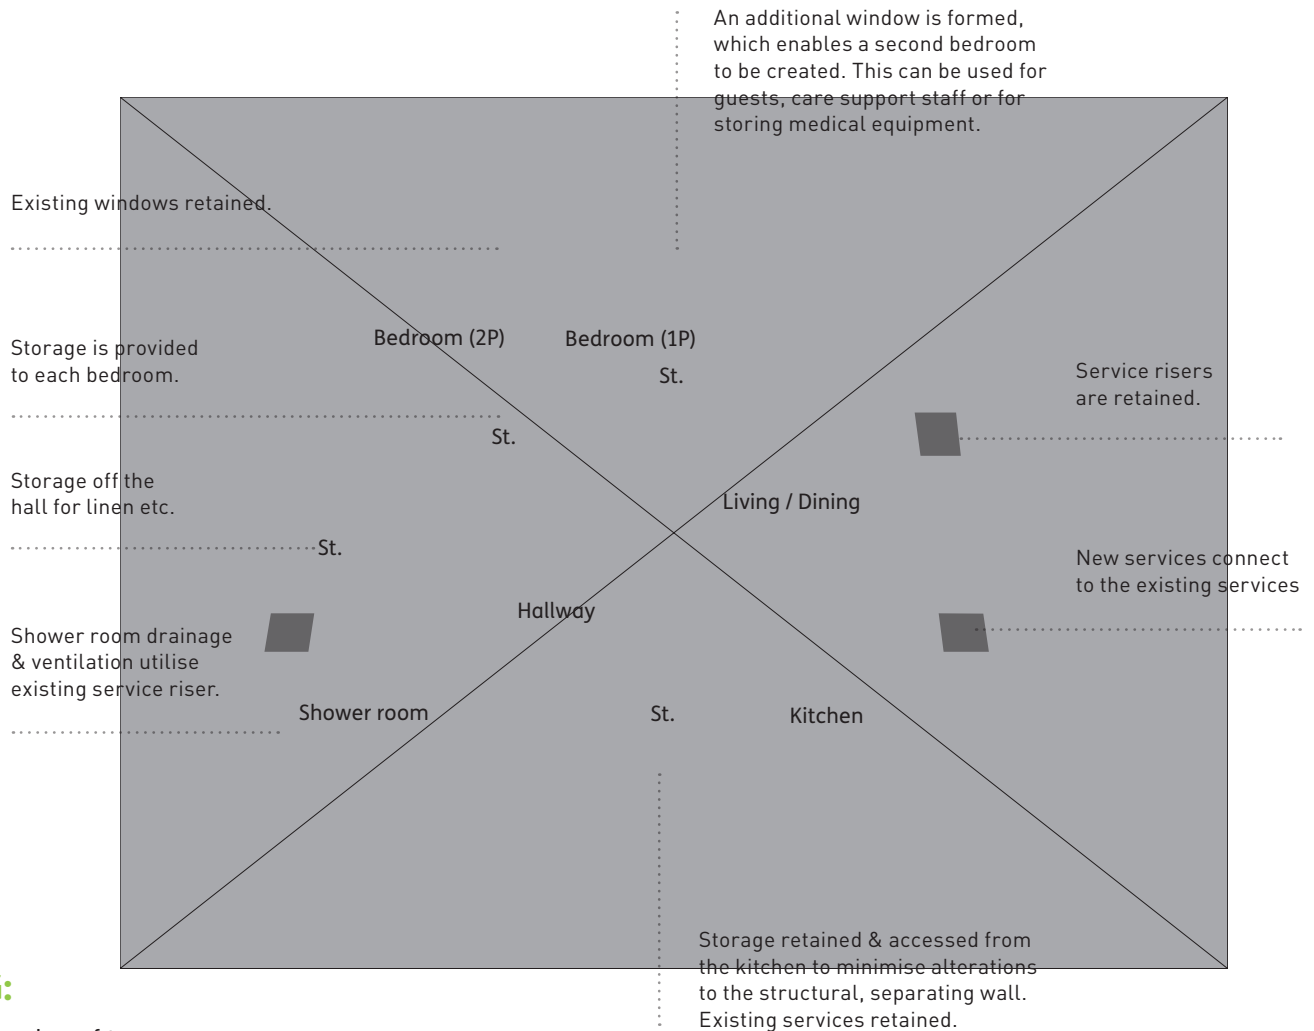 An additional window is formed,
which enables a second bedroom
to be created. This can be used for
guests, care support staff or for
storing medical equipment.
Existing windows retained.
Bedroom (2P)
Bedroom (1P)
Storage is provided
to each bedroom.
St.
Service risers
are retained.
St.
Storage off the
hall for linen etc.
Living / Dining
St.
New services connect
to the existing services
Hallway
Shower room drainage
& ventilation utilise
existing service riser.
Shower room
St.
Kitchen
Storage retained & accessed from
the kitchen to minimise alterations
to the structural, separating wall.
Existing services retained.